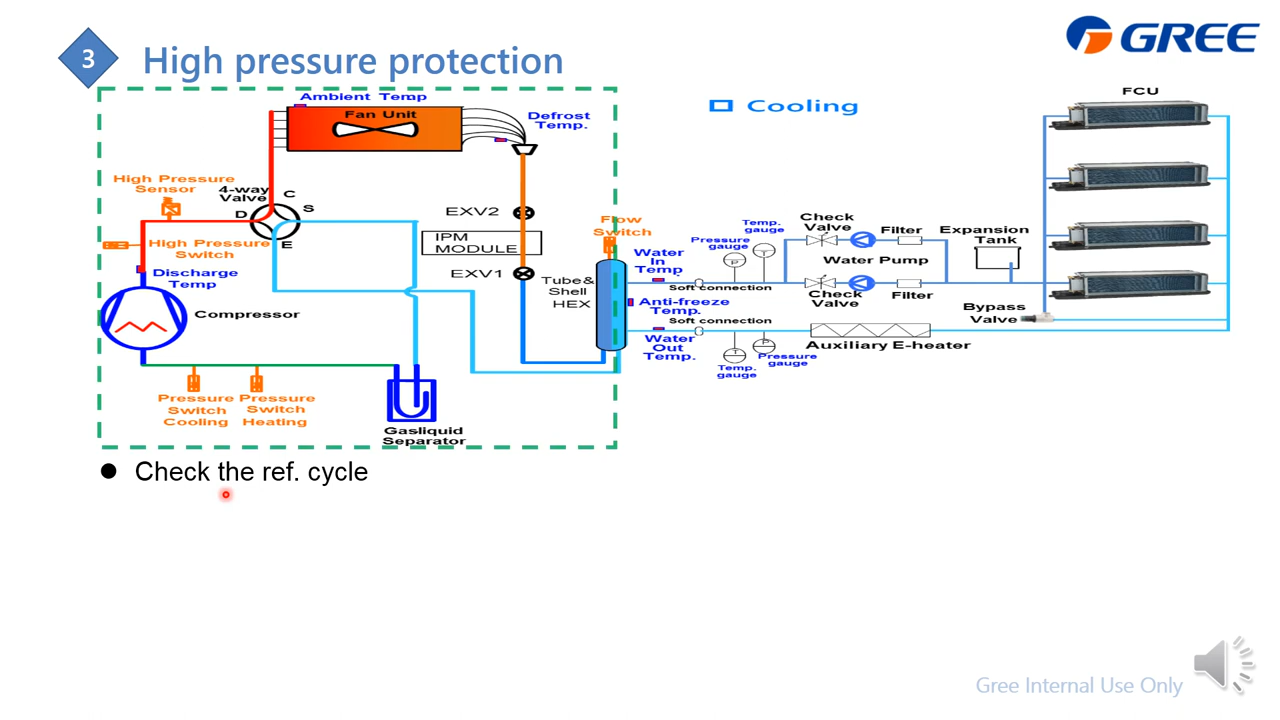 3
High pressure protection
GREE
Ambient Temp
Fan Unit
Defrost
Temp.
Cooling
FCU
High Pressure
Sensor
4-way
Valve
C
D
S
E
High Pressure
Switch
EXV2
IPM
MODULE
EXV1
Flow
Switch
Discharge
Temp
Compressor
Tube&
Shell
HEX
Water
In
Temp.
Anti-freeze
Temp.
Water
Out
Temp.
Pressure
gauge
P
Temp.
gauge
T
Check
Valve
Filter
Water Pump
Expansion
Tank
Soft connection
Check
Valve
Filter
Bypass
Valve
Soft connection
T
Temp.
gauge
P
Pressure
gauge
Auxiliary E-heater
Pressure
Switch
Cooling
Pressure
Switch
Heating
Gasliquid
Separator
Check the ref. cycle
Gree Internal Use Only